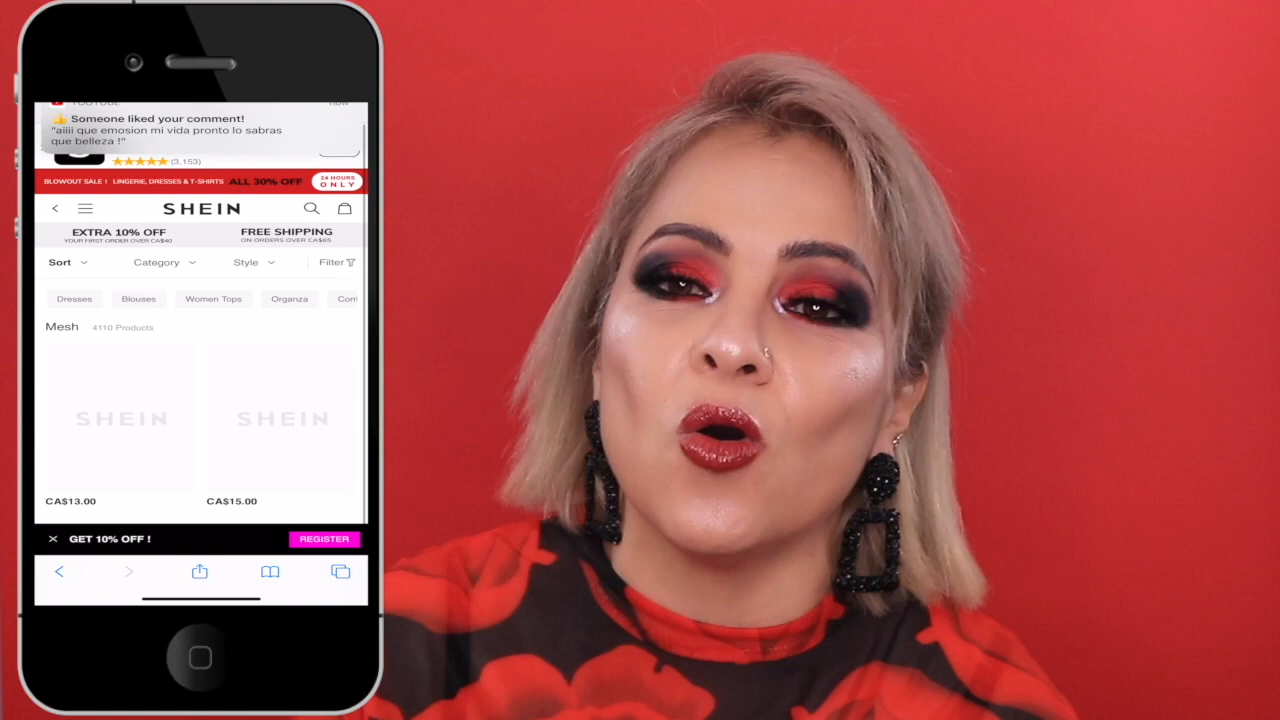 YOUTUBE now
👍 Someone liked your comment!
"aiiii que emosion mi vida pronto lo sabras
que belleza !"
(3,153)
BLOWOUT SALE I LINGERIE, DRESSES & T-SHIRTS ALL 30% OFF 24 HOURS ONLY
SHEIN
EXTRA 10% OFF FREE SHIPPING
YOUR FIRST ORDER OVER CA$40 ON ORDERS OVER CA$65
Sort Category Style Filter
Dresses Blouses Women Tops Organza
Mesh 4110 Products
SHEIN SHEIN
CA$13.00 CA$15.00
× GET 10% OFF ! REGISTER